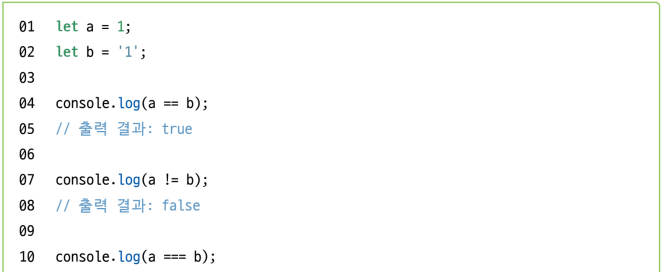 01 let a = 1;
02 let b = '1';
03
04 console.log(a == b);
05 // 출력 결과: true
06
07 console.log(a != b);
08 // 출력 결과: false
09
10 console.log(a === b);